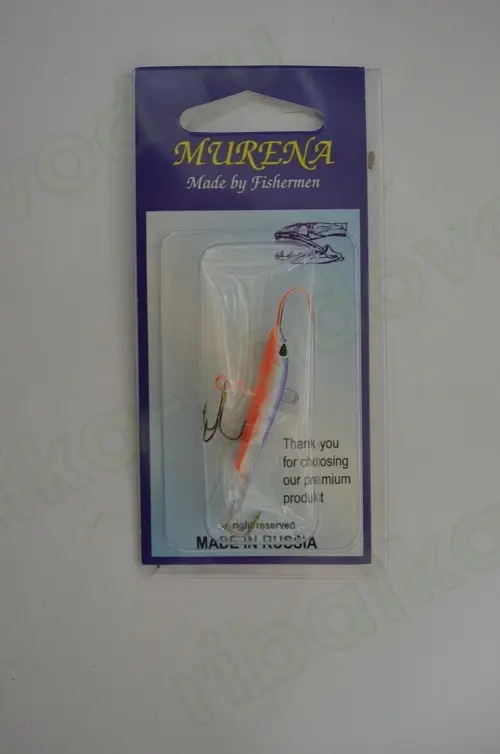 MURENA
Made by Fishermen
Thank you
for choosing
our premium
produkt
right reserved
MADE IN RUSSIA